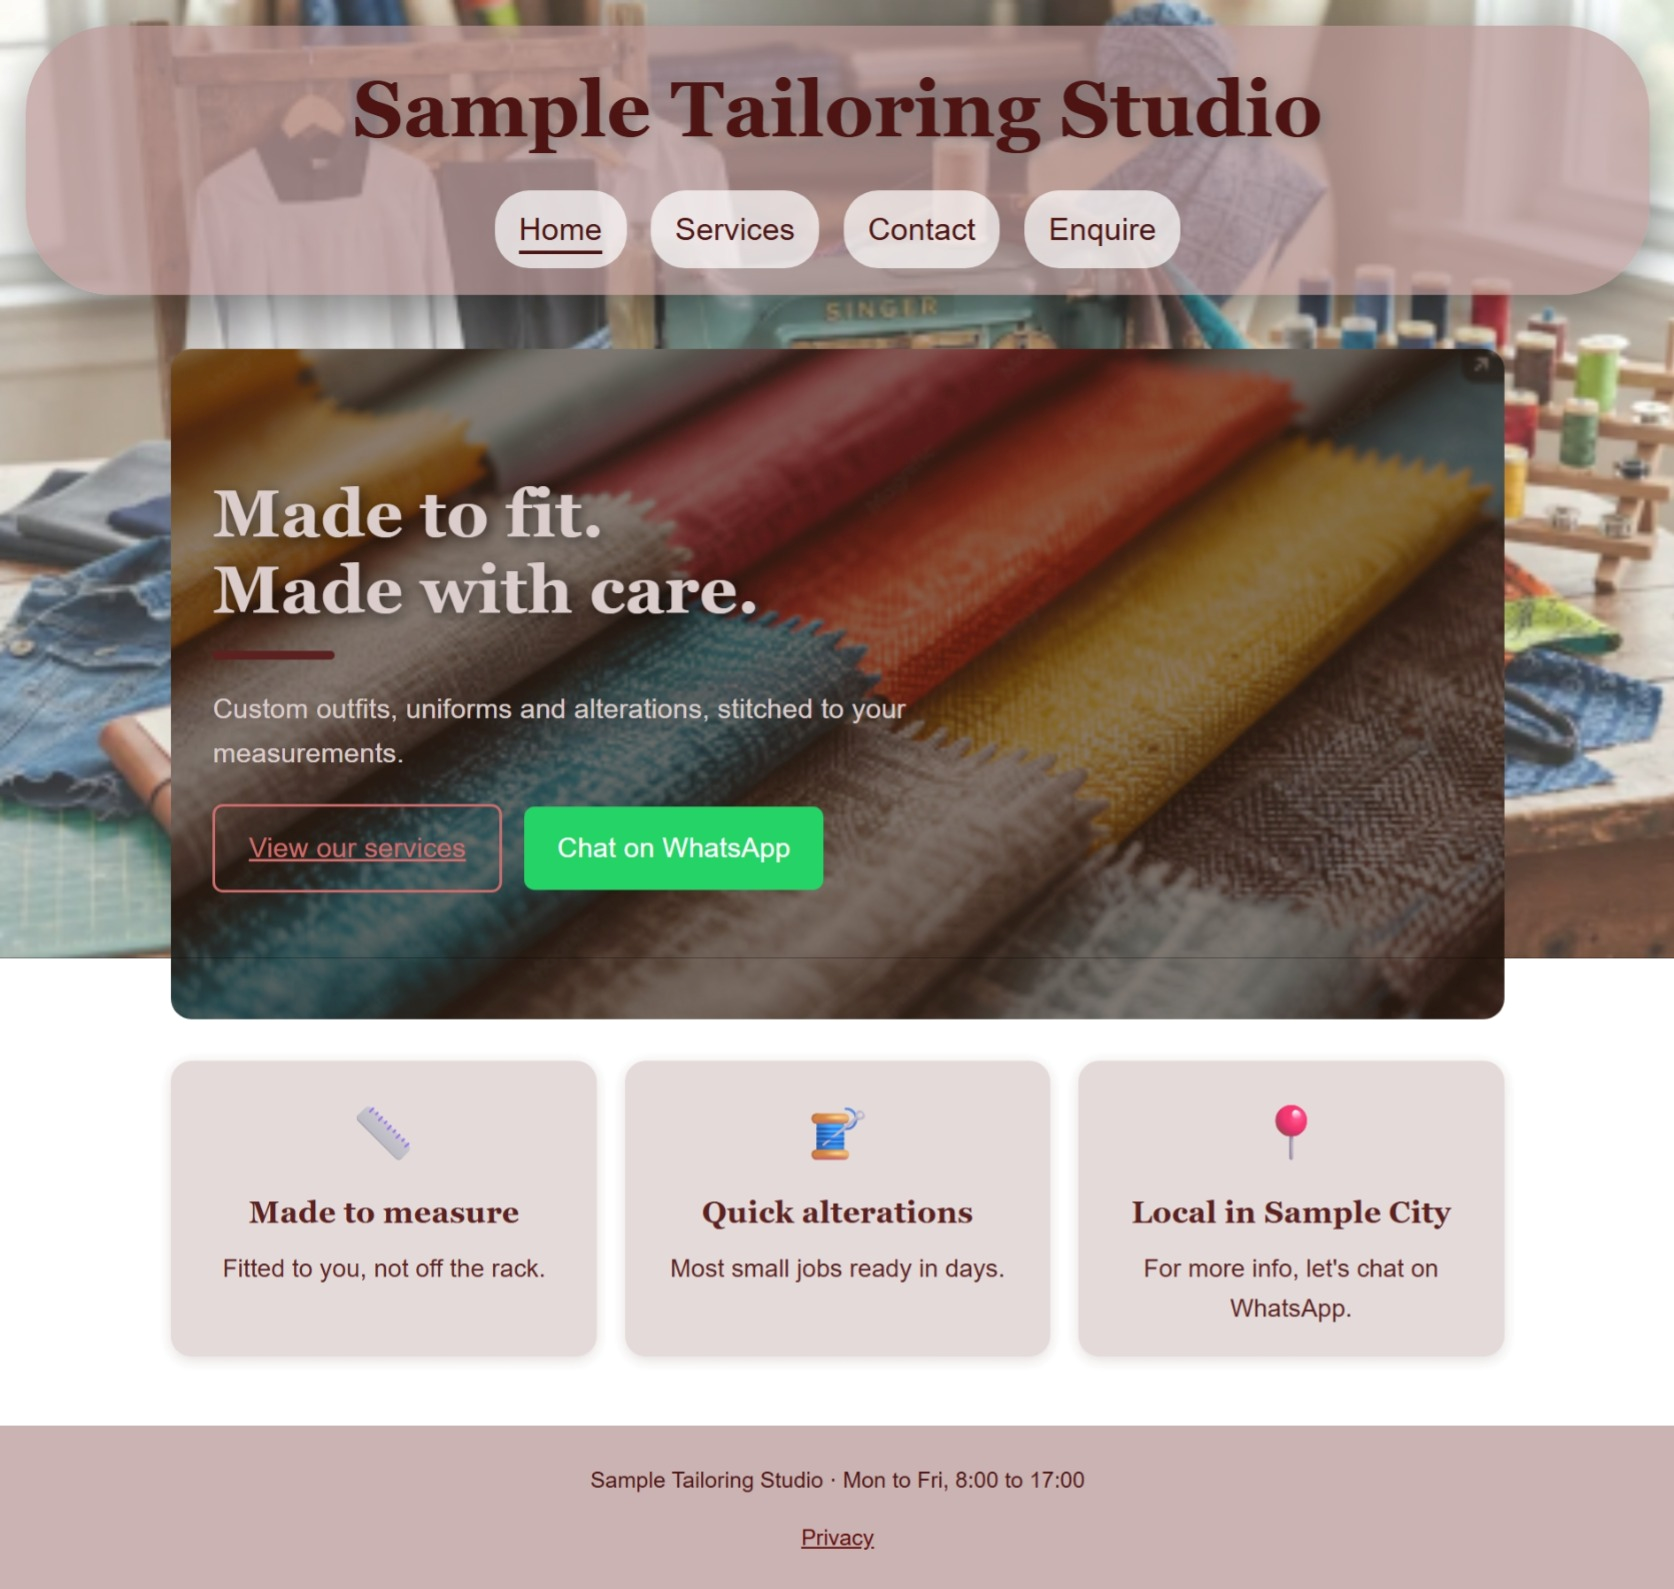 Sample Tailoring Studio
Home Services Contact Enquire
SINGER
Made to fit.
Made with care.
Custom outfits, uniforms and alterations, stitched to your
measurements.
View our services Chat on WhatsApp
Made to measure
Fitted to you, not off the rack.
Quick alterations
Most small jobs ready in days.
Local in Sample City
For more info, let's chat on
WhatsApp.
Sample Tailoring Studio · Mon to Fri, 8:00 to 17:00
Privacy